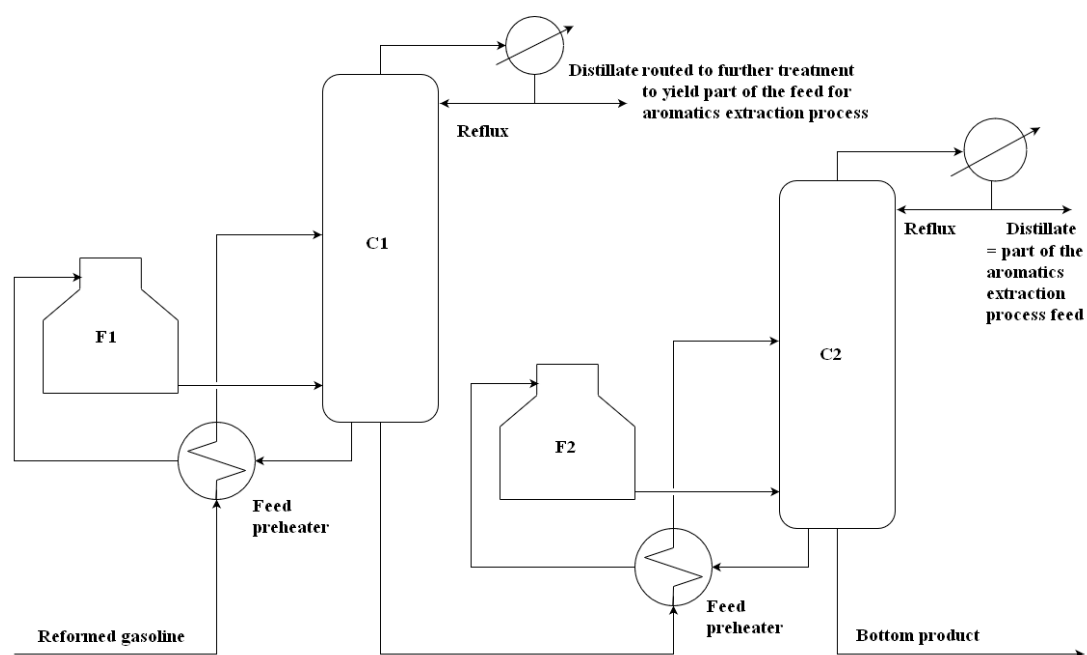 Distillate routed to further treatment
to yield part of the feed for
aromatics extraction process
Reflux
C1
F1
Feed
preheater
Reformed gasoline
Reflux
Distillate
= part of the
aromatics
extraction
process feed
C2
F2
Feed
preheater
Bottom product